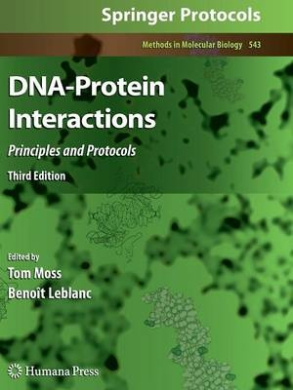 Springer Protocols
Methods in Molecular Biology 543
DNA-Protein
Interactions
Principles and Protocols
Third Edition
Edited by
Tom Moss
Benoît Leblanc
Humana Press